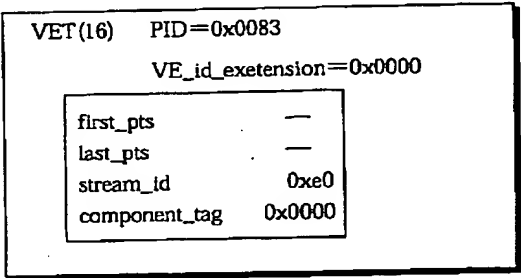 VET(16) PID=0x0083
VE_id_exetension=0x0000
first_pts —
last_pts —
stream_id 0xe0
component_tag 0x0000